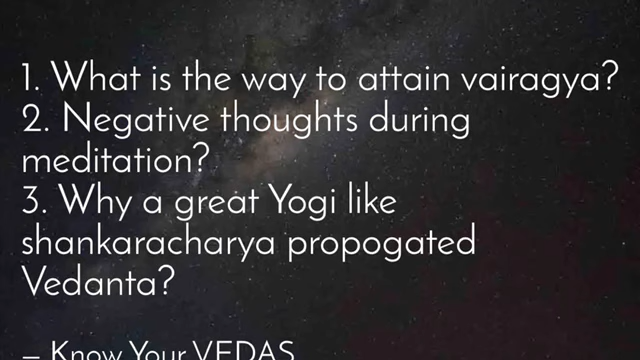 1. What is the way to attain vairagya?
2. Negative thoughts during
meditation?
3. Why a great Yogi like
shankaracharya propogated
Vedanta?
– Know Your VEDAS